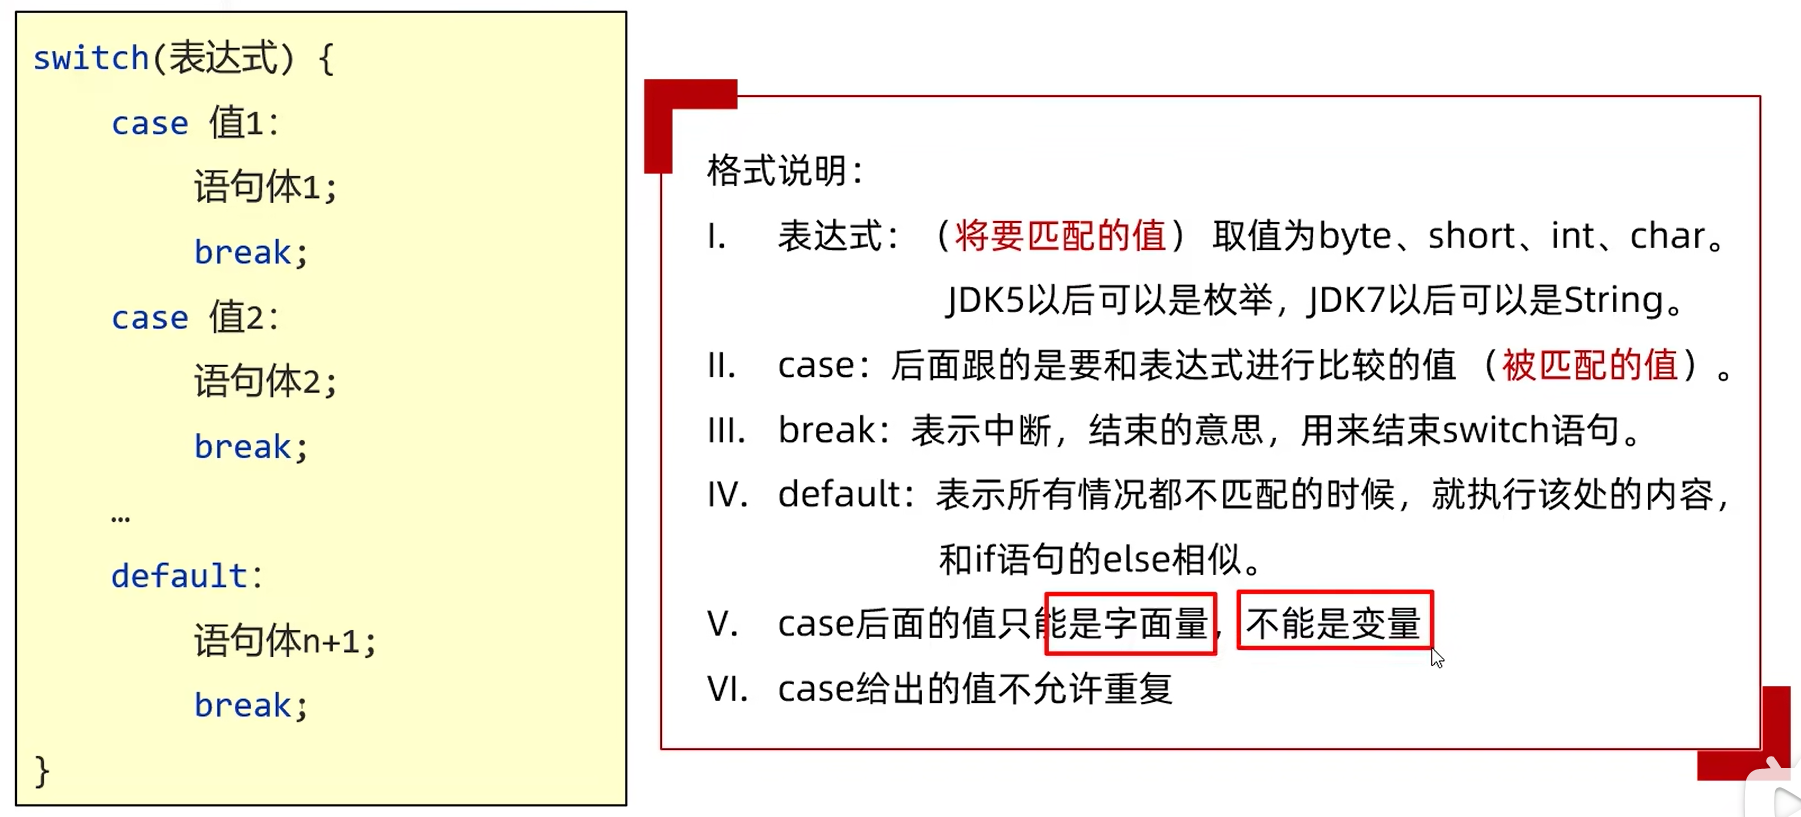 switch(表达式) {
case 值1:
语句体1;
break;
case 值2:
语句体2;
break;
…
default:
语句体n+1;
break;
}
格式说明：
I. 表达式：（将要匹配的值） 取值为byte、short、int、char。
JDK5以后可以是枚举，JDK7以后可以是String。
II. case：后面跟的是要和表达式进行比较的值 （被匹配的值）。
III. break：表示中断，结束的意思，用来结束switch语句。
IV. default：表示所有情况都不匹配的时候，就执行该处的内容，
和if语句的else相似。
V. case后面的值只能是字面量，不能是变量
VI. case给出的值不允许重复